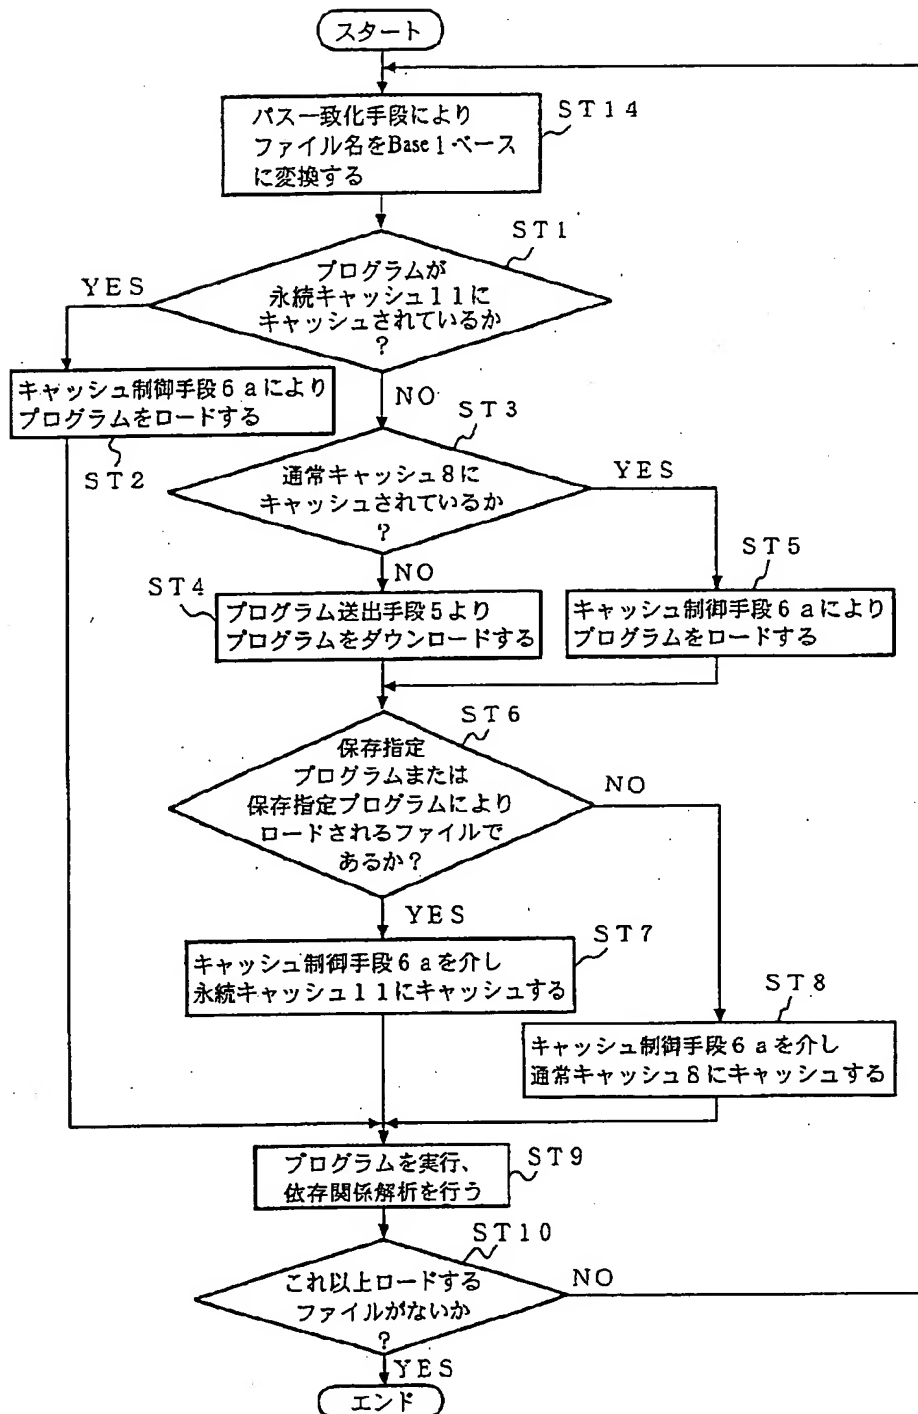 スタート
パス一致化手段により
ファイル名をBase1ベース
に変換する
ST14
ST1
プログラムが
永続キャッシュ11に
キャッシュされているか
?
YES
NO
キャッシュ制御手段6aにより
プログラムをロードする
ST2
ST3
通常キャッシュ8に
キャッシュされているか
?
YES
NO
ST4
プログラム送出手段5より
プログラムをダウンロードする
ST5
キャッシュ制御手段6aにより
プログラムをロードする
ST6
保存指定
プログラムまたは
保存指定プログラムにより
ロードされるファイルで
あるか?
NO
YES
ST7
キャッシュ制御手段6aを介し
永続キャッシュ11にキャッシュする
ST8
キャッシュ制御手段6aを介し
通常キャッシュ8にキャッシュする
プログラムを実行、
依存関係解析を行う
ST9
ST10
これ以上ロードする
ファイルがないか
?
NO
YES
エンド